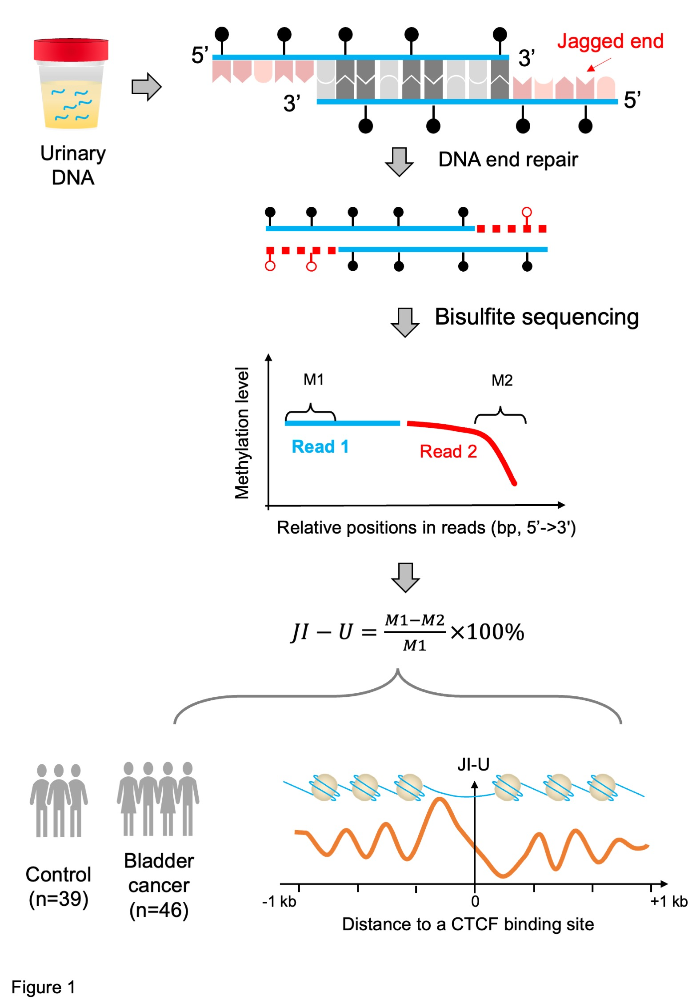 5’
3’
Jagged end
3’
5’
Urinary
DNA
DNA end repair
Bisulfite sequencing
Methylation level
M1
M2
Read 1
Read 2
Relative positions in reads (bp, 5’->3')
JI − U = M1−M2 / M1 ×100%
JI-U
Control
(n=39)
Bladder
cancer
(n=46)
-1 kb
0
+1 kb
Distance to a CTCF binding site
Figure 1